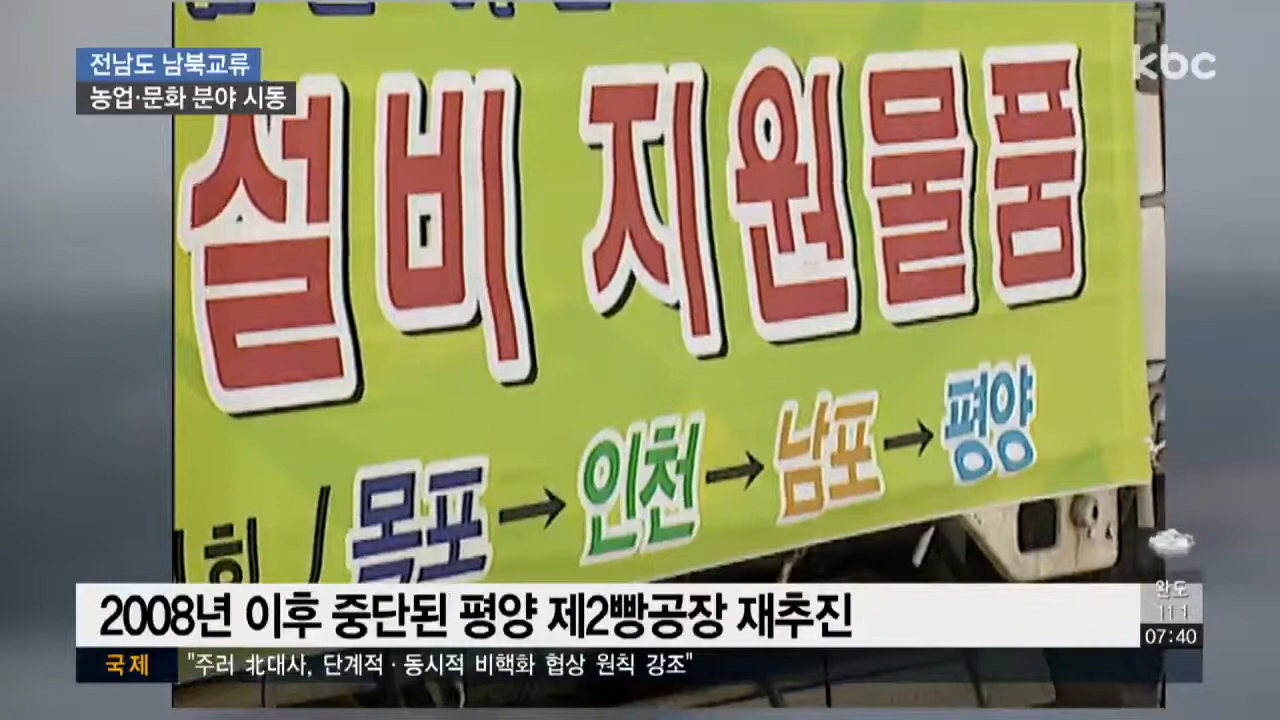 전남도 남북교류
농업·문화 분야 시동
kbc
설비 지원물품
목포→인천→남포→평양
2008년 이후 중단된 평양 제2빵공장 재추진
완도
11 1
07:40
국제 "주러 北대사, 단계적·동시적 비핵화 협상 원칙 강조"